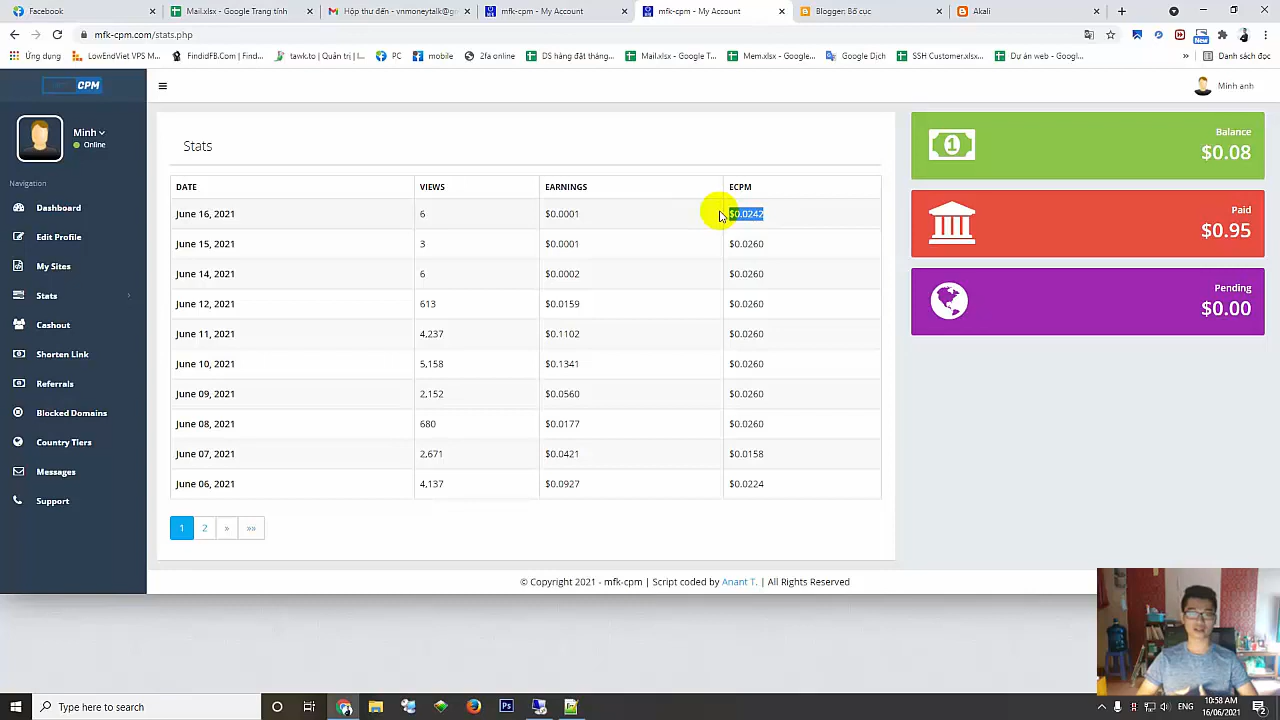 Facebook
Mail.xlsx - Google Trang tính
Hộp thư đến - vnmoneytalk@g
mfk-cpm - My Account
mfk-cpm - My Account
Blogger: Bố cục
Akali
mfk-cpm.com/stats.php
New
Ứng dụng
LowEndViet VPS M...
FindidFB.Com | Find...
tawk.to | Quản trị |...
PC
mobile
2fa online
DS hàng đặt tháng...
Mail.xlsx - Google T...
Mem.xlsx - Google...
Google Dịch
SSH Customer.xlsx...
Dự án web - Googl...
»
Danh sách đọc
CPM
Minh anh
Minh
Online
Navigation
Dashboard
Edit Profile
My Sites
Stats
Cashout
Shorten Link
Referrals
Blocked Domains
Country Tiers
Messages
Support
Stats
DATE VIEWS EARNINGS ECPM
June 16, 2021 6 $0.0001 $0.0242
June 15, 2021 3 $0.0001 $0.0260
June 14, 2021 6 $0.0002 $0.0260
June 12, 2021 613 $0.0159 $0.0260
June 11, 2021 4,237 $0.1102 $0.0260
June 10, 2021 5,158 $0.1341 $0.0260
June 09, 2021 2,152 $0.0560 $0.0260
June 08, 2021 680 $0.0177 $0.0260
June 07, 2021 2,671 $0.0421 $0.0158
June 06, 2021 4,137 $0.0927 $0.0224
1 2 » »»
Balance
$0.08
Paid
$0.95
Pending
$0.00
© Copyright 2021 - mfk-cpm | Script coded by Anant T. | All Rights Reserved
Type here to search
Ps
ENG
10:58 AM
16/06/2021